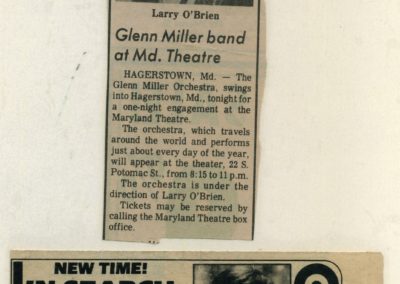 Larry O'Brien
Glenn Miller band
at Md. Theatre
HAGERSTOWN, Md. — The
Glenn Miller Orchestra, swings
into Hagerstown, Md., tonight for
a one-night engagement at the
Maryland Theatre.
The orchestra, which travels
around the world and performs
just about every day of the year,
will appear at the theater, 22 S.
Potomac St., from 8:15 to 11 p.m.
The orchestra is under the
direction of Larry O'Brien.
Tickets may be reserved by
calling the Maryland Theatre box
office.
NEW TIME!
IN SEARCH